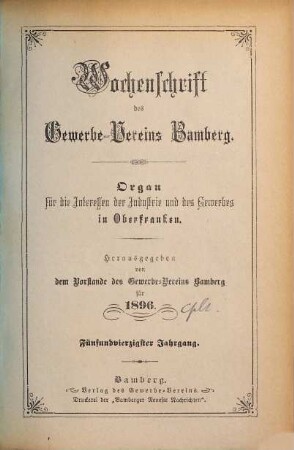 Wochenschrift
des
Gewerbe-Vereins Bamberg.
Organ
für die Interessen der Industrie und des Gewerbes
in Oberfranken.
Herausgegeben
von
dem Vorstande des Gewerbe-Vereins Bamberg
für
1896.
cplt.
Fünfundvierzigster Jahrgang.
Bamberg.
Verlag des Gewerbe-Vereins
Druckerei der „Bamberger Neueste Nachrichten".